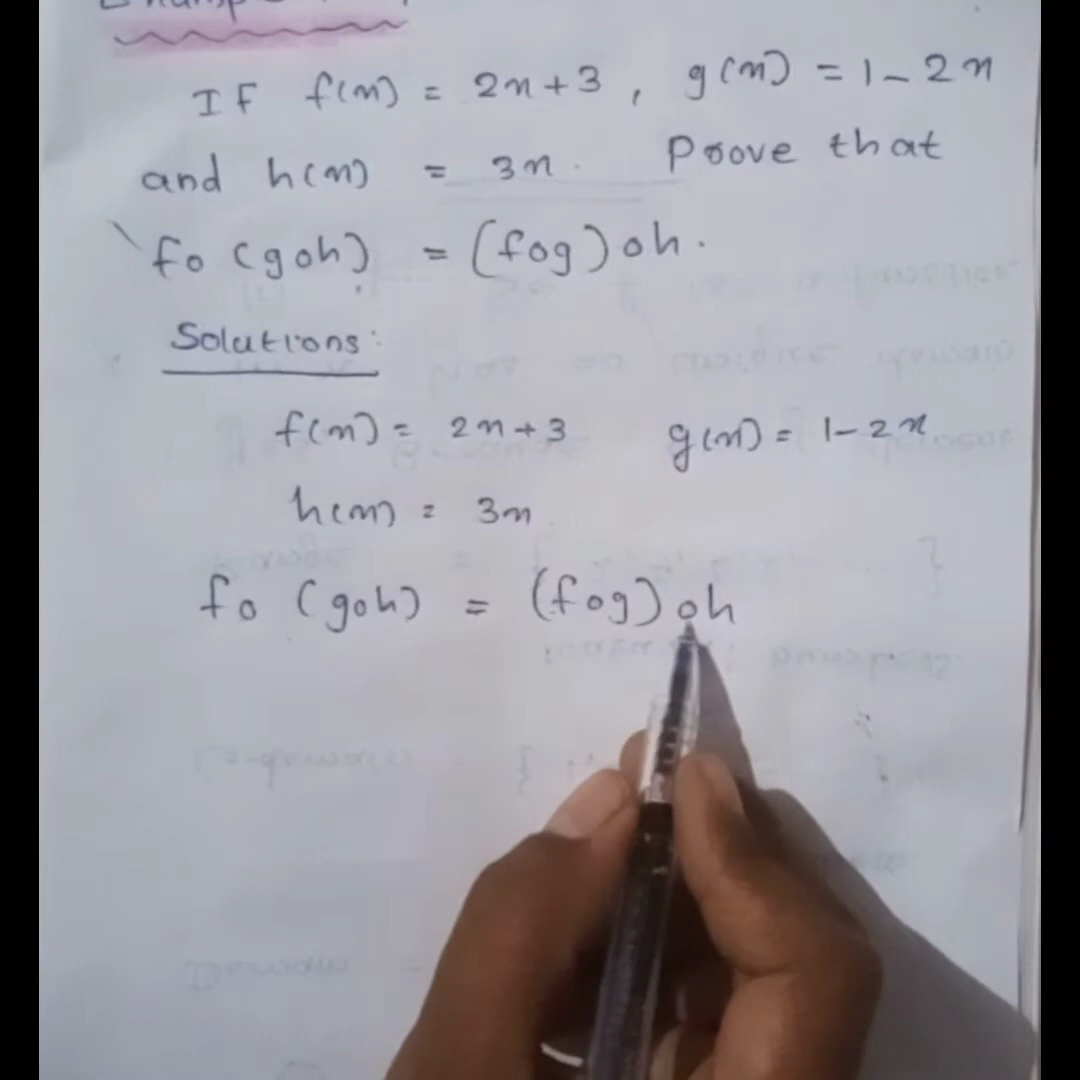 IF f(x) = 2x+3, g(x) = 1-2x
and h(x) = 3x. Prove that
fo (goh) = (fog)oh.
Solutions:
f(x) = 2x+3 g(x) = 1-2x
h(x) = 3x
fo (goh) = (fog)oh